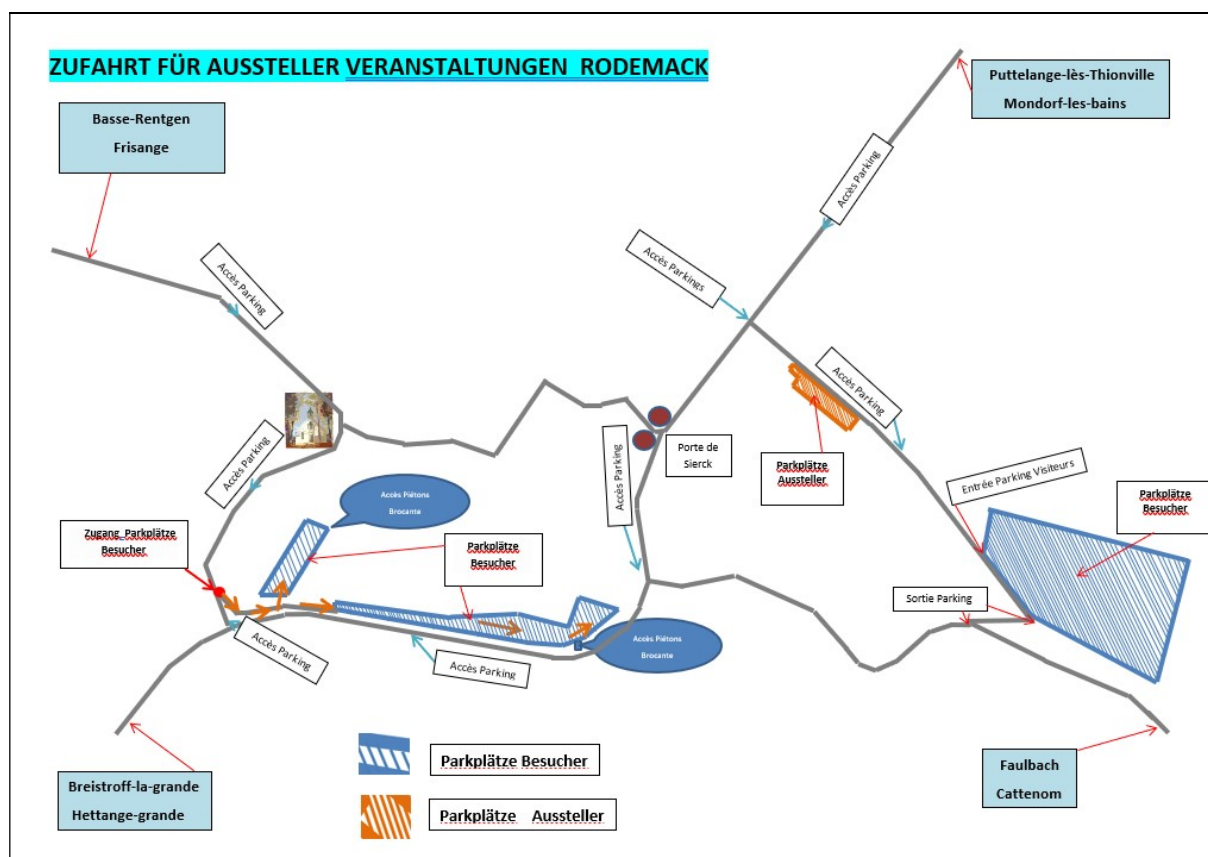 ZUFAHRT FÜR AUSSTELLER VERANSTALTUNGEN RODEMACK
Puttelange-lès-Thionville
Mondorf-les-bains
Basse-Rentgen
Frisange
Accès Parking
Accès Parkings
Accès Parking
Accès Parking
Accès Parking
Accès Parking
Porte de
Sierck
Parkplätze
Aussteller
Entrée Parking Visiteurs
Parkplätze
Besucher
Accès Piétons
Brocante
Zugang Parkplätze
Besucher
Parkplätze
Besucher
Sortie Parking
Accès Parking
Accès Parking
Accès Piétons
Brocante
Parkplätze Besucher
Parkplätze Aussteller
Breistroff-la-grande
Hettange-grande
Faulbach
Cattenom